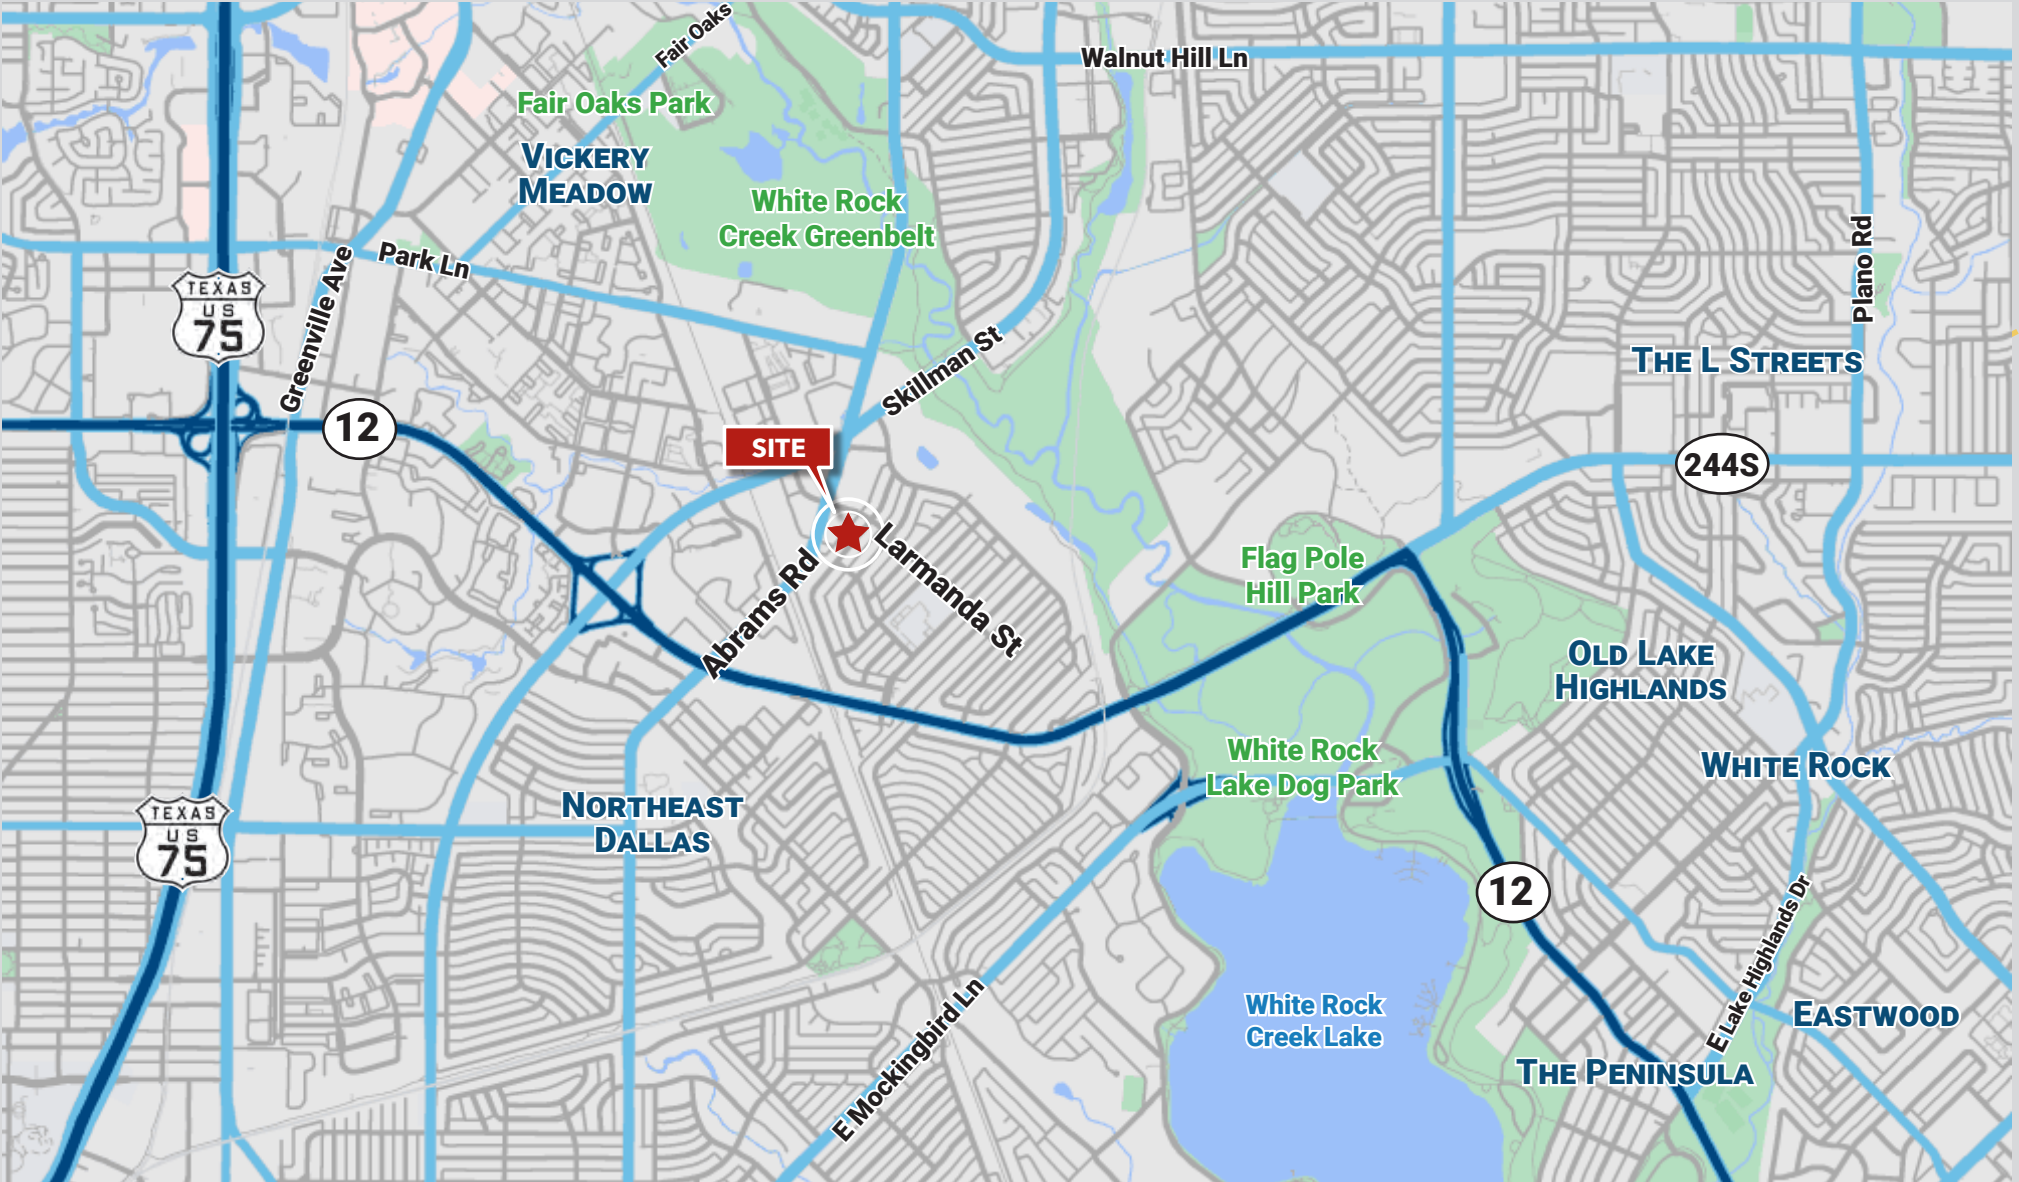 Fair Oaks
Walnut Hill Ln
Fair Oaks Park
VICKERY
MEADOW
White Rock
Creek Greenbelt
Park Ln
Plano Rd
TEXAS
US
75
Greenville Ave
Skillman St
THE L STREETS
12
SITE
244S
Larmanda St
Abrams Rd
Flag Pole
Hill Park
OLD LAKE
HIGHLANDS
White Rock
Lake Dog Park
WHITE ROCK
NORTHEAST
DALLAS
TEXAS
US
75
12
E Lake Highlands Dr
White Rock
Creek Lake
EASTWOOD
E Mockingbird Ln
THE PENINSULA